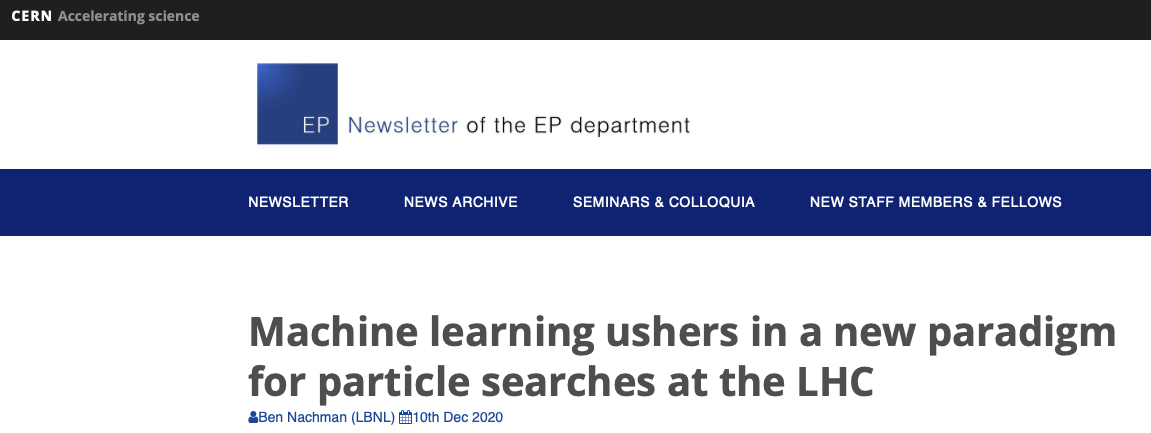 CERN Accelerating science
EP Newsletter of the EP department
NEWSLETTER NEWS ARCHIVE SEMINARS & COLLOQUIA NEW STAFF MEMBERS & FELLOWS
Machine learning ushers in a new paradigm
for particle searches at the LHC
Ben Nachman (LBNL) 10th Dec 2020